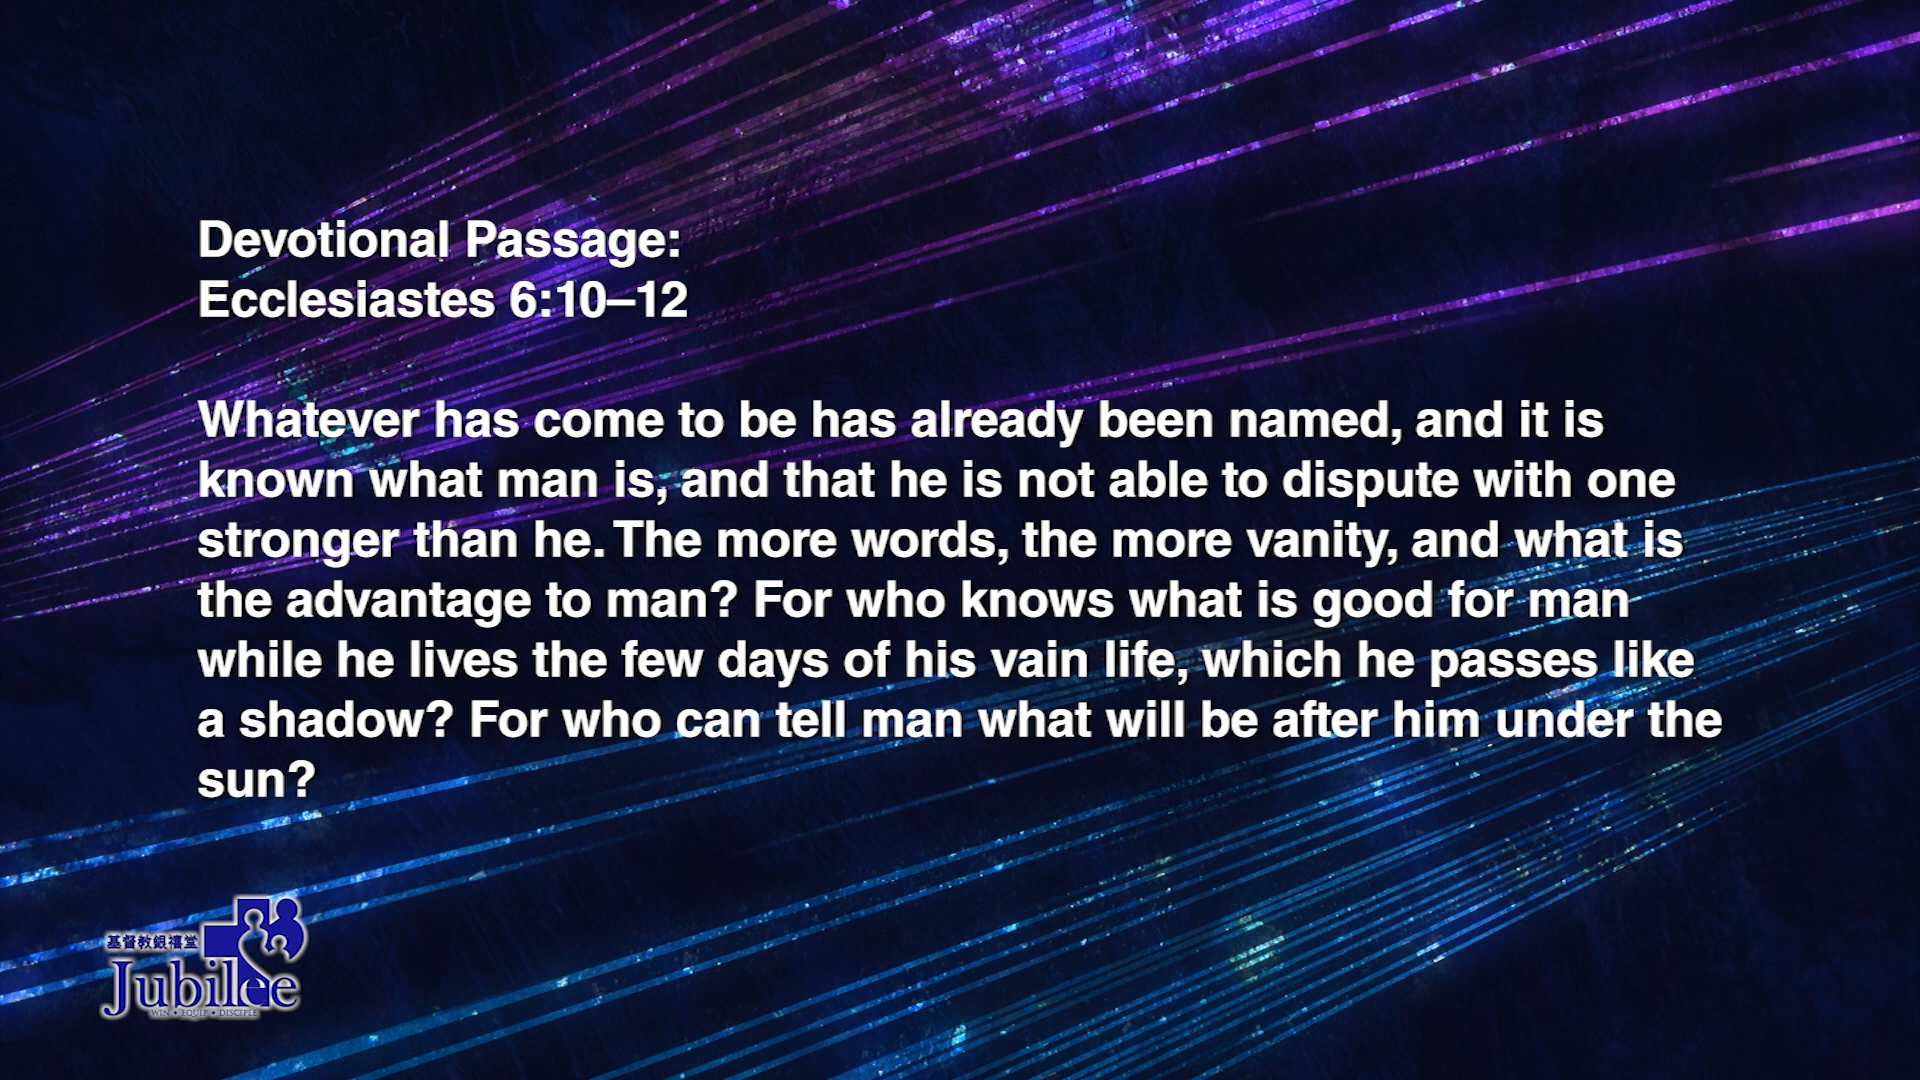 Devotional Passage:
Ecclesiastes 6:10–12
Whatever has come to be has already been named, and it is
known what man is, and that he is not able to dispute with one
stronger than he. The more words, the more vanity, and what is
the advantage to man? For who knows what is good for man
while he lives the few days of his vain life, which he passes like
a shadow? For who can tell man what will be after him under the
sun?
基督教銀禧堂
Jubilee
WIN • EQUIP • DISCIPLE